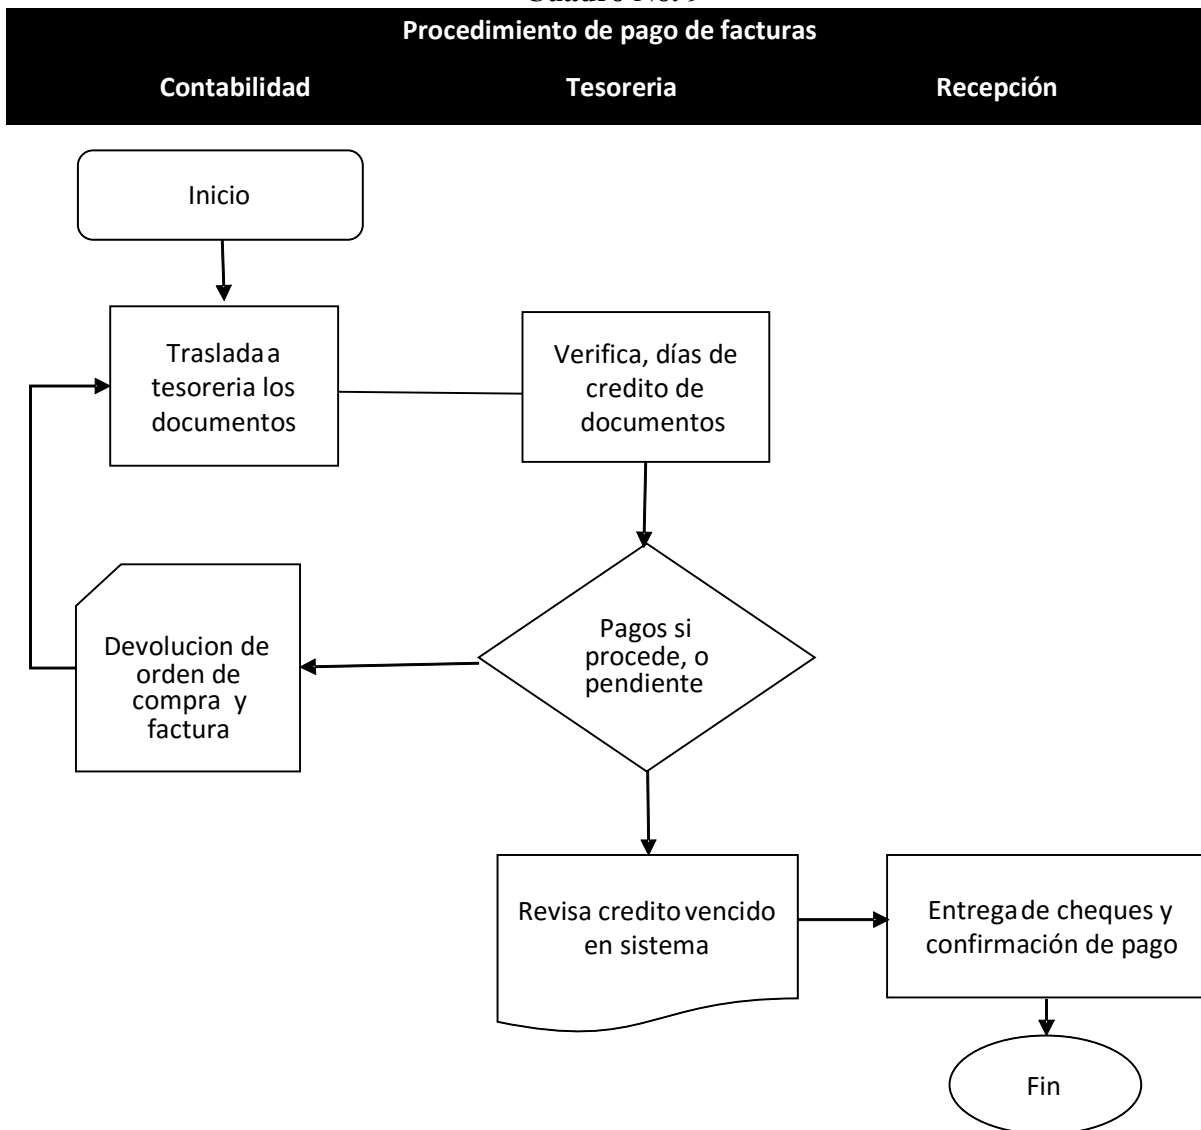 Procedimiento de pago de facturas
Contabilidad
Tesoreria
Recepción
Inicio
Traslada a
tesoreria los
documentos
Verifica, días de
credito de
documentos
Devolucion de
orden de
compra y
factura
Pagos si
procede, o
pendiente
Revisa credito vencido
en sistema
Entrega de cheques y
confirmación de pago
Fin